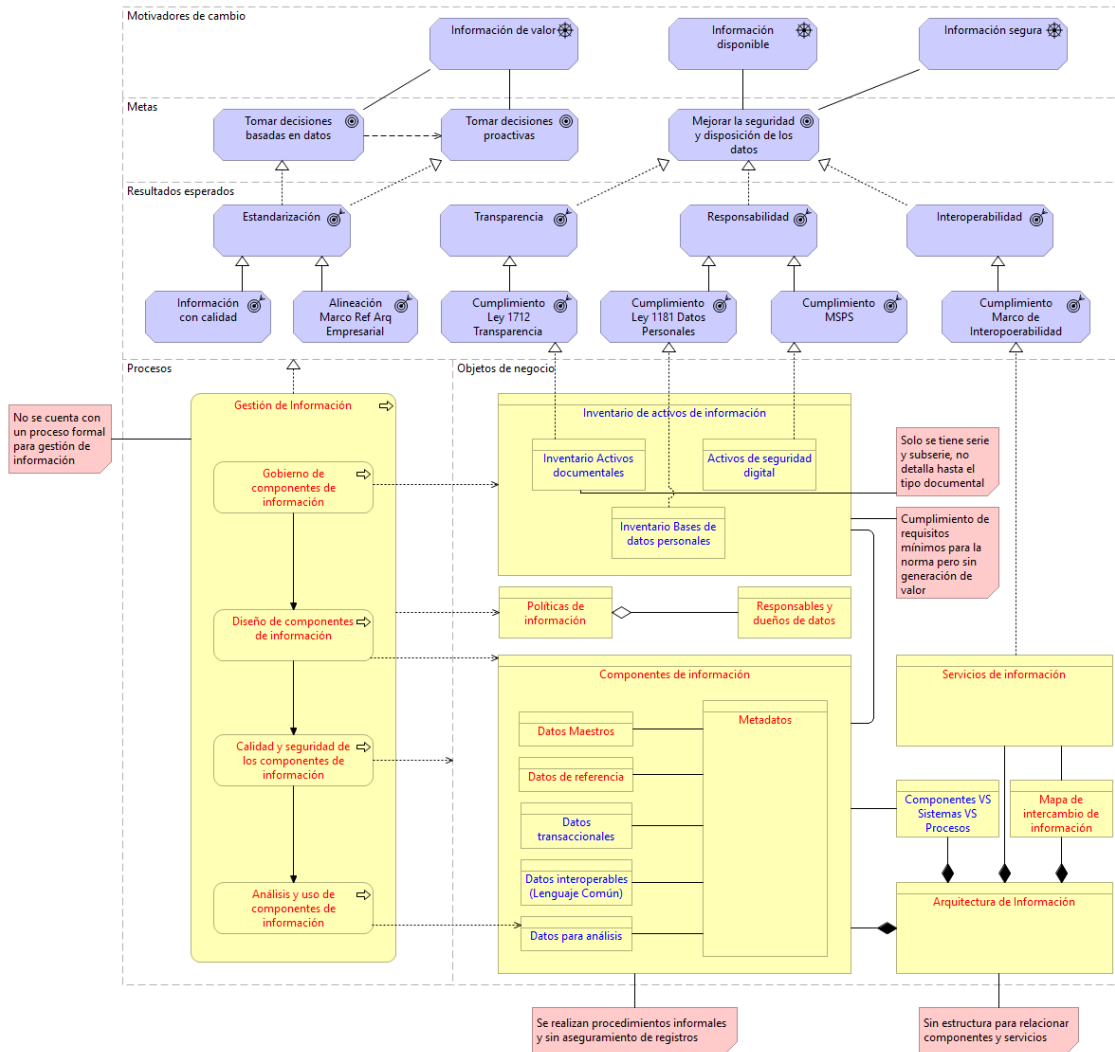 Motivadores de cambio
Información de valor
Información
disponible
Información segura
Metas
Tomar decisiones
basadas en datos
Tomar decisiones
proactivas
Mejorar la seguridad
y disposición de los
datos
Resultados esperados
Estandarización
Transparencia
Responsabilidad
Interoperabilidad
Información
con calidad
Alineación
Marco Ref Arq
Empresarial
Cumplimiento
Ley 1712
Transparencia
Cumplimiento
Ley 1181 Datos
Personales
Cumplimiento
MSPS
Cumplimiento
Marco de
Interopoerabilidad
Procesos
Objetos de negocio
No se cuenta con
un proceso formal
para gestión de
información
Gestión de Información
Gobierno de
componentes de
información
Diseño de componentes
de información
Calidad y seguridad de
los componentes de
información
Análisis y uso de
componentes de
información
Inventario de activos de información
Inventario Activos
documentales
Activos de seguridad
digital
Inventario Bases de
datos personales
Solo se tiene serie
y subserie, no
detalla hasta el
tipo documental
Cumplimiento de
requisitos
mínimos para la
norma pero sin
generación de
valor
Políticas de
información
Responsables y
dueños de datos
Componentes de información
Datos Maestros
Datos de referencia
Datos
transaccionales
Datos interoperables
(Lenguaje Común)
Datos para análisis
Metadatos
Servicios de información
Componentes VS
Sistemas VS
Procesos
Mapa de
intercambio de
información
Arquitectura de Información
Se realizan procedimientos informales
y sin aseguramiento de registros
Sin estructura para relacionar
componentes y servicios